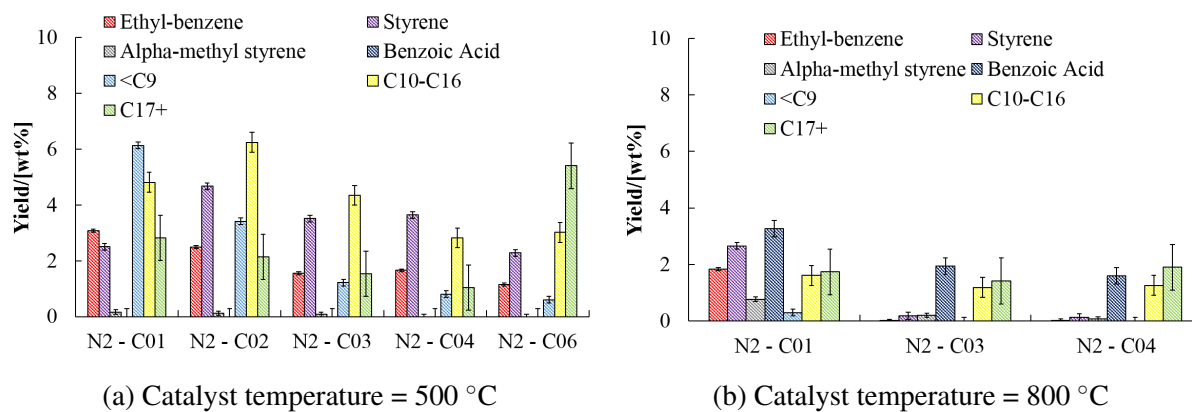 Ethyl-benzene Styrene
Alpha-methyl styrene Benzoic Acid
<C9 C10-C16
C17+
Yield/[wt%]
10
8
6
4
2
0
N2 - C01 N2 - C02 N2 - C03 N2 - C04 N2 - C06
(a) Catalyst temperature = 500 °C
Ethyl-benzene Styrene
Alpha-methyl styrene Benzoic Acid
<C9 C10-C16
C17+
Yield/[wt%]
10
8
6
4
2
0
N2 - C01 N2 - C03 N2 - C04
(b) Catalyst temperature = 800 °C